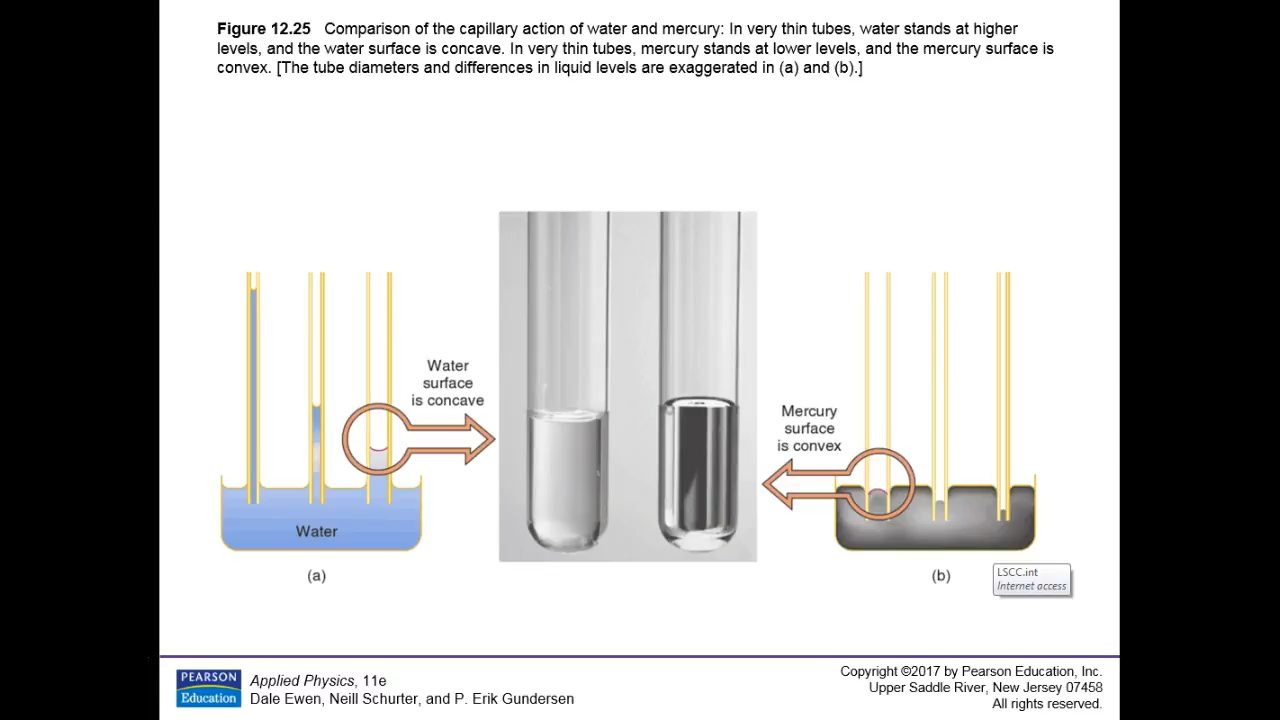 Figure 12.25 Comparison of the capillary action of water and mercury: In very thin tubes, water stands at higher
levels, and the water surface is concave. In very thin tubes, mercury stands at lower levels, and the mercury surface is
convex. [The tube diameters and differences in liquid levels are exaggerated in (a) and (b).]
Water
surface
is concave
Mercury
surface
is convex
Water
(a)
(b)
LSCC.int
Internet access
PEARSON
Education
Applied Physics, 11e
Dale Ewen, Neill Schurter, and P. Erik Gundersen
Copyright ©2017 by Pearson Education, Inc.
Upper Saddle River, New Jersey 07458
All rights reserved.